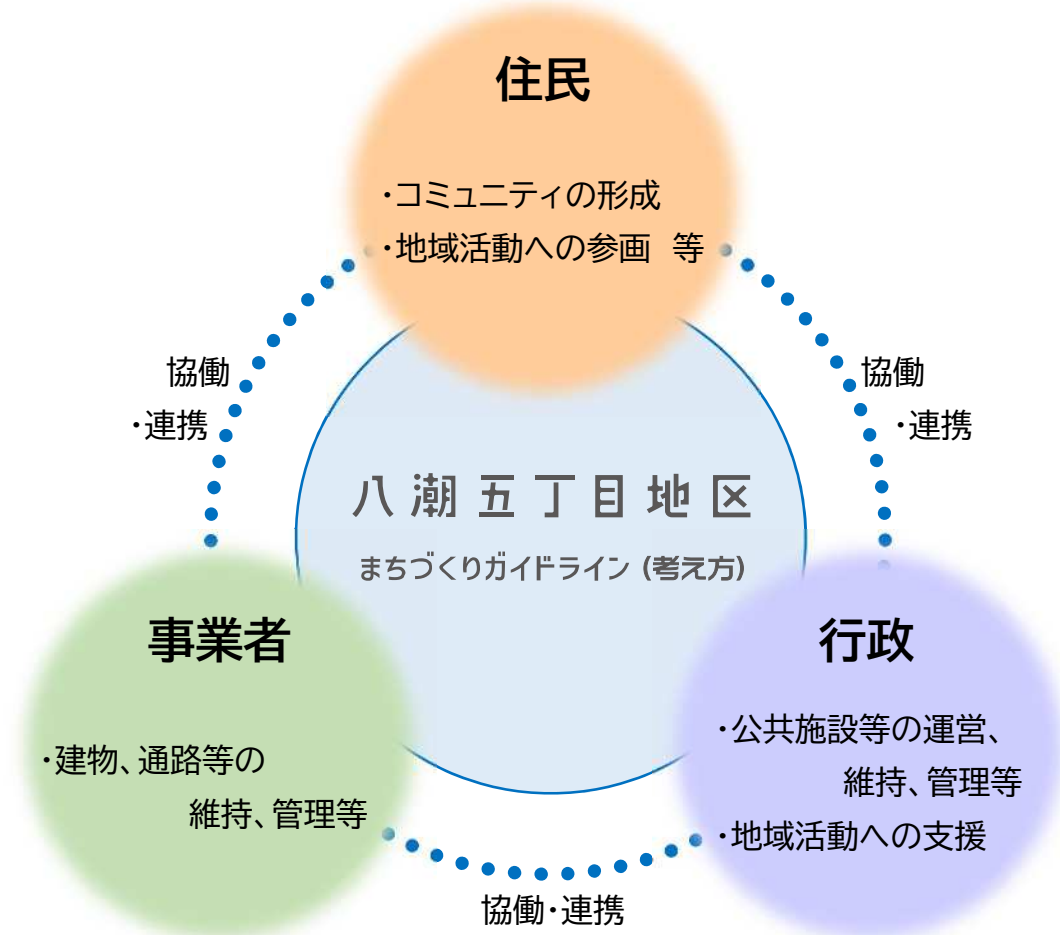 住民
・コミュニティの形成
・地域活動への参画　等
協働
・連携
協働
・連携
八潮五丁目地区
まちづくりガイドライン（考え方）
事業者
・建物、通路等の
維持、管理等
行政
・公共施設等の運営、
維持、管理等
・地域活動への支援
協働・連携